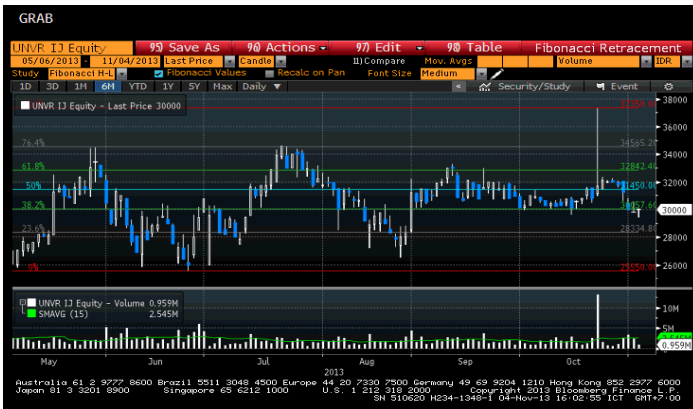 GRAB
UNVR IJ Equity 95) Save As 96) Actions 97) Edit 98) Table Fibonacci Retracement
05/06/2013 - 11/04/2013 Last Price Candle 11)Compare Mov. Avgs Volume IDR
Study Fibonacci H-L Fibonacci Values Recalc on Pan Font Size Medium
1D 3D 1M 6M YTD 1Y 5Y Max Daily ▼ « Security/Study Event
UNVR IJ Equity - Last Price 30000
38000
36000
76.4% 34565.20
34000
61.8% 32842.40
32000
50% 31450.00
38.2% 30057.60
30000
23.6% 28334.80
28000
26000
0% 25550.00
UNVR IJ Equity - Volume 0.959M
SMAVG (15) 2.545M
10M
5M
0.959M
May Jun Jul Aug Sep Oct
2013
Australia 61 2 9777 8600 Brazil 5511 3048 4500 Europe 44 20 7330 7500 Germany 49 69 9204 1210 Hong Kong 852 2977 6000
Japan 81 3 3201 8900 Singapore 65 6212 1000 U.S. 1 212 318 2000 Copyright 2013 Bloomberg Finance L.P.
SN 510620 H234-1348-1 04-Nov-13 16:02:55 ICT GMT+7:00